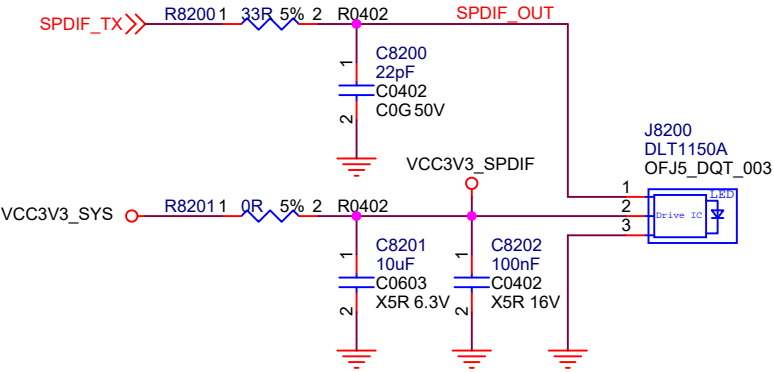 SPDIF_TX R8200 1 33R 5% 2 R0402 SPDIF_OUT
1 C8200
22pF
C0402
2 C0G 50V
J8200
DLT1150A
OFJ5_DQT_003
VCC3V3_SPDIF
1 LED
2 Drive IC
3
VCC3V3_SYS R8201 1 0R 5% 2 R0402
1 C8201
10uF
C0603
2 X5R 6.3V
1 C8202
100nF
C0402
2 X5R 16V